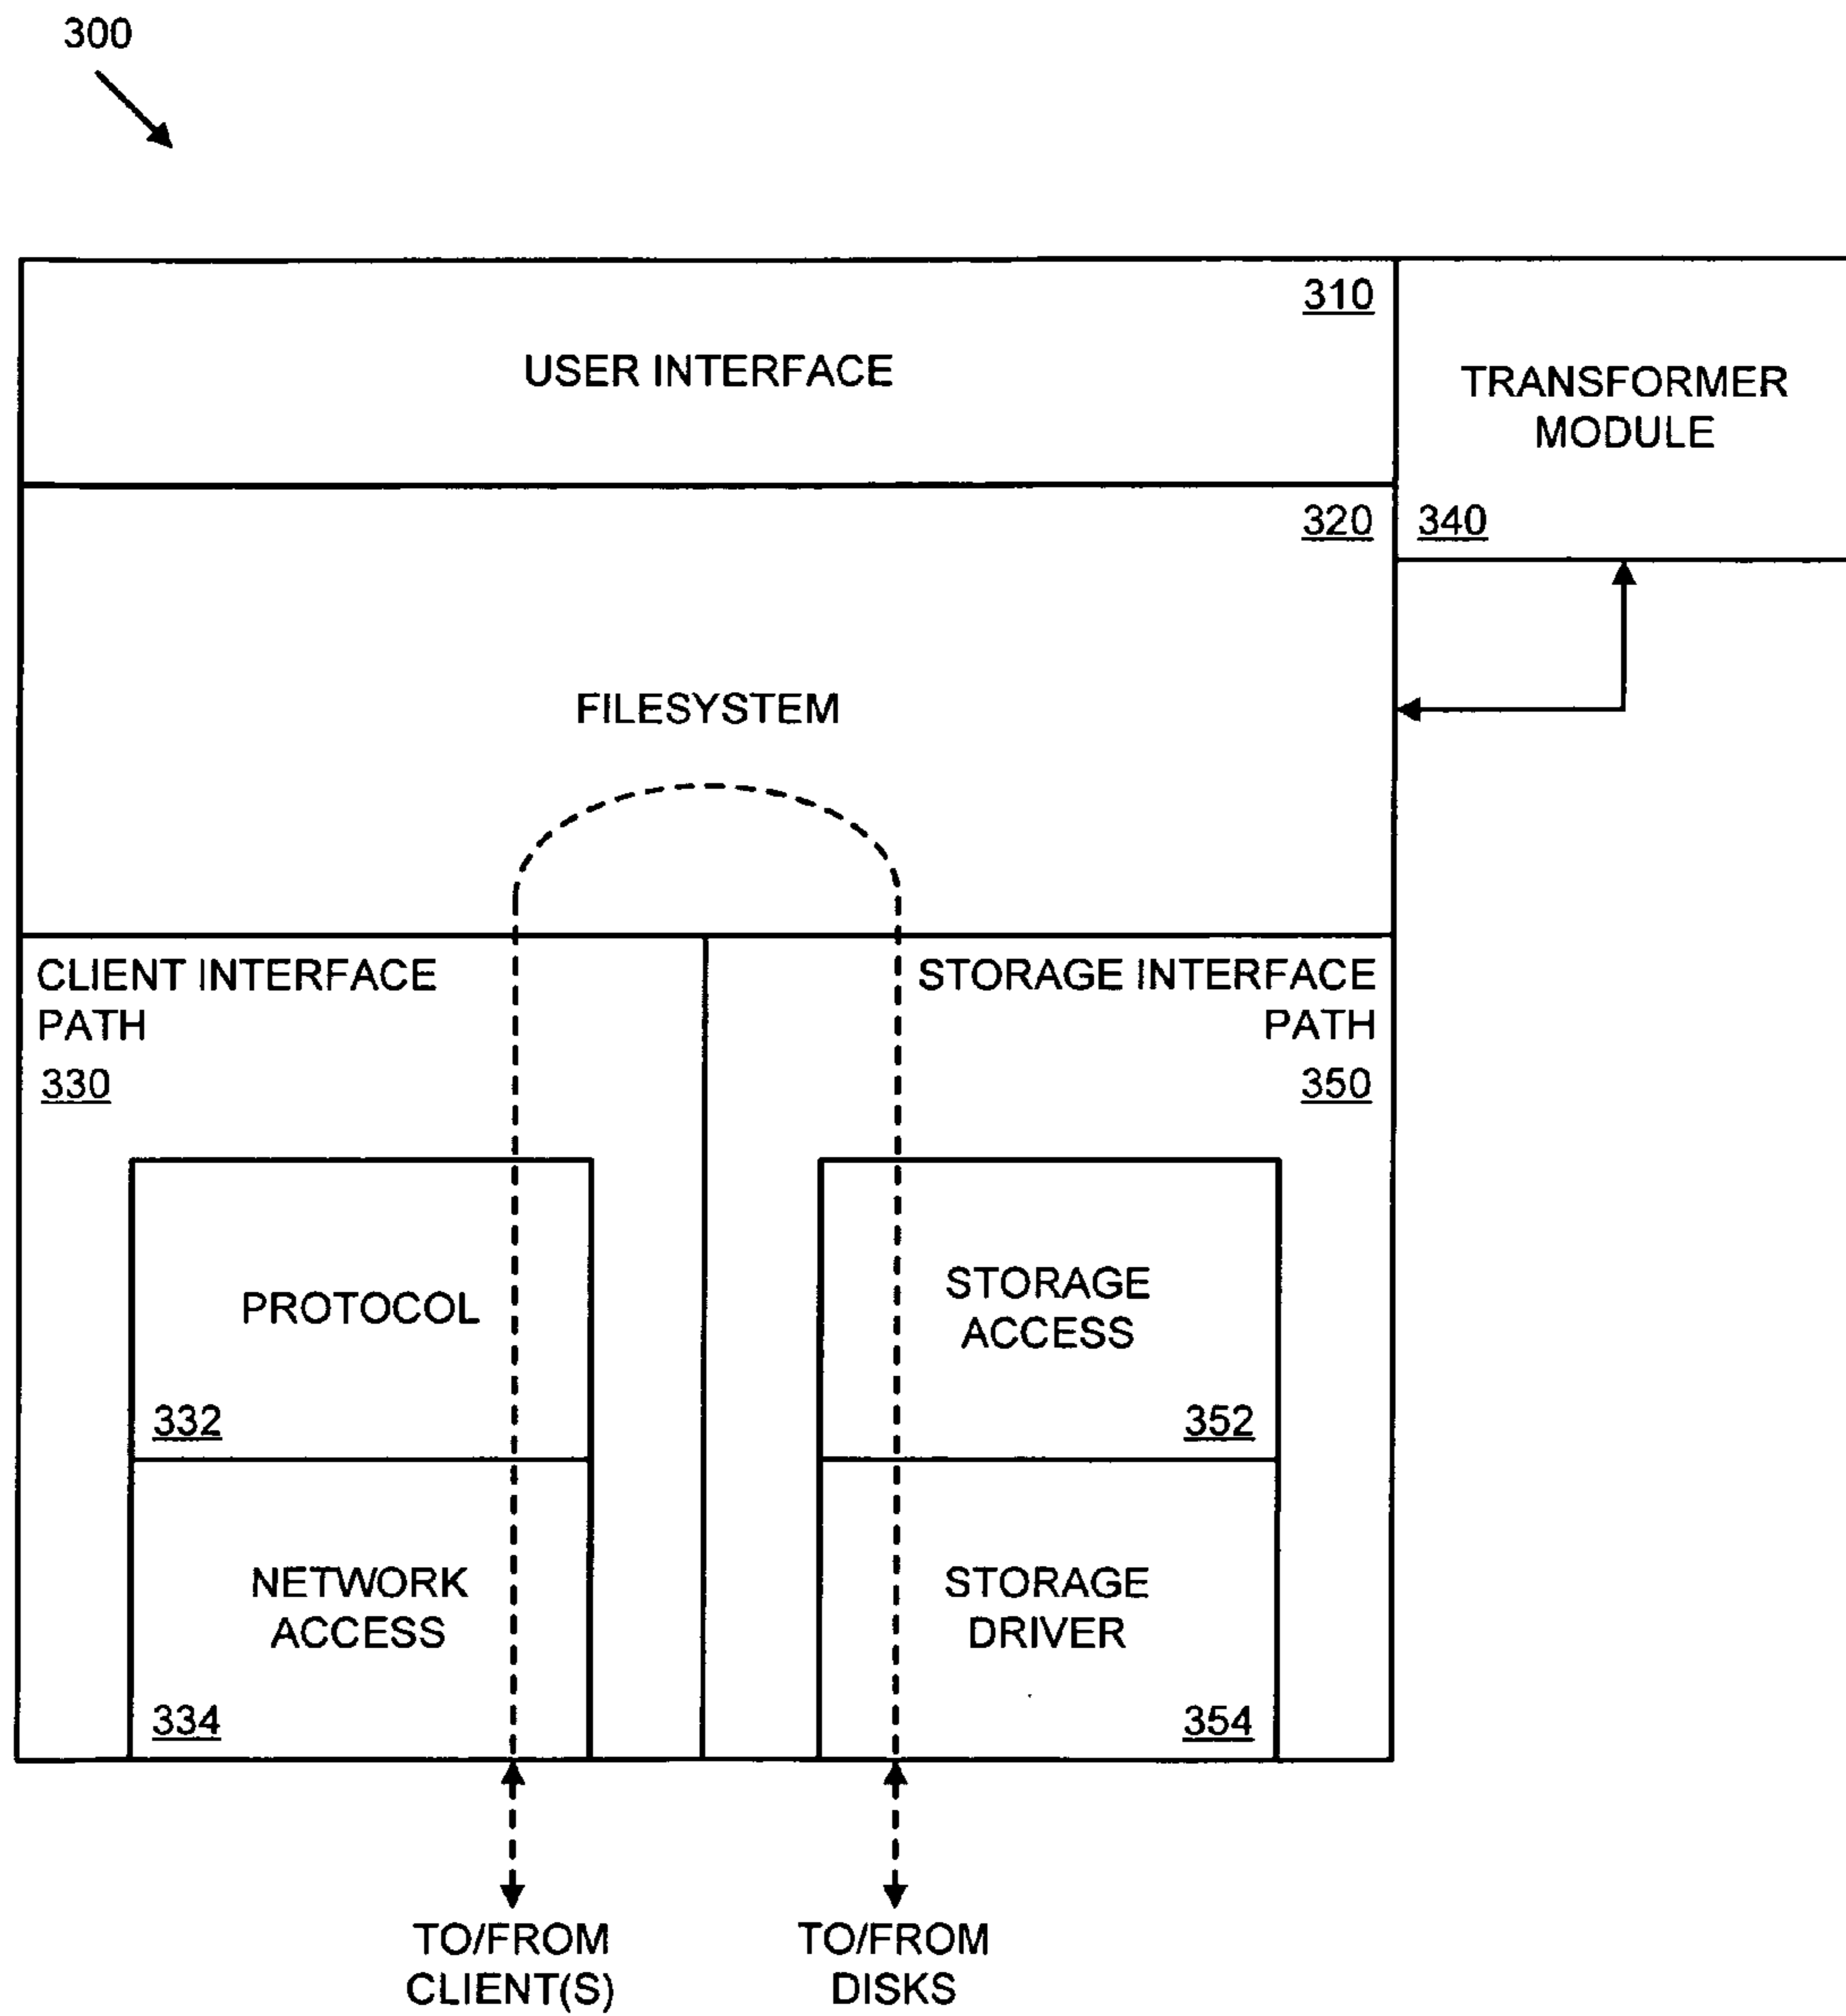 300
310
USER INTERFACE
TRANSFORMER
MODULE
320
340
FILESYSTEM
CLIENT INTERFACE
PATH
330
STORAGE INTERFACE
PATH
350
PROTOCOL
332
STORAGE
ACCESS
352
NETWORK
ACCESS
334
STORAGE
DRIVER
354
TO/FROM
CLIENT(S)
TO/FROM
DISKS